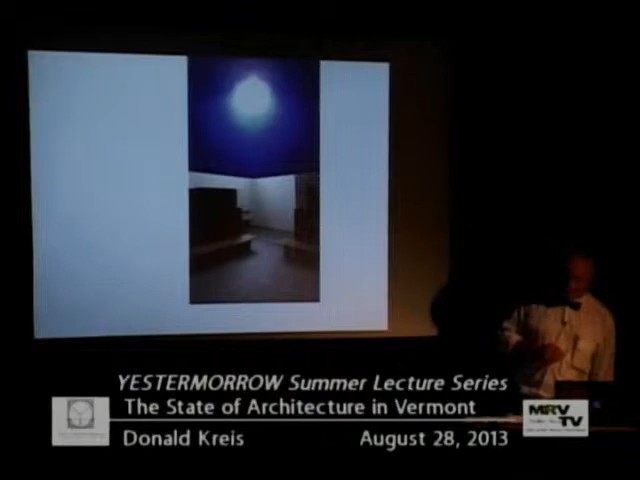 YESTERMORROW Summer Lecture Series
The State of Architecture in Vermont
Donald Kreis
August 28, 2013
MRV
TV